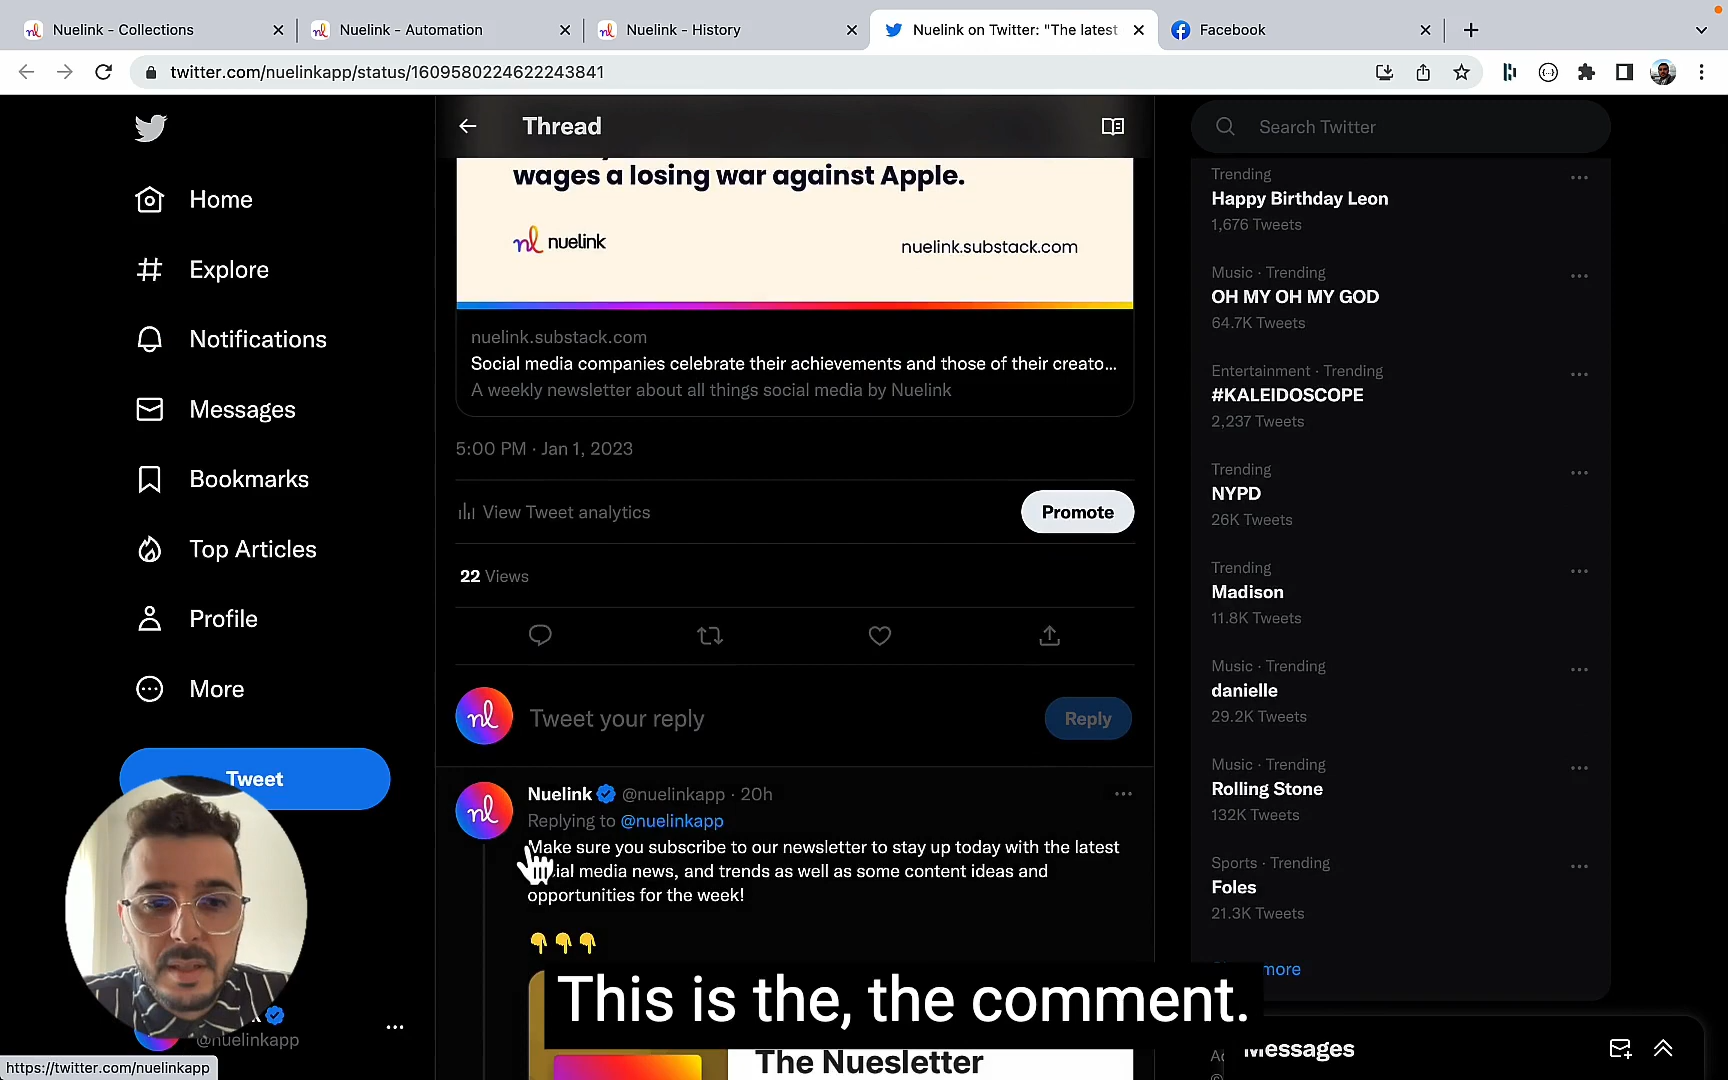 Nuelink - Collections
Nuelink - Automation
Nuelink - History
Nuelink on Twitter: "The latest
Facebook
twitter.com/nuelinkapp/status/1609580224622243841
Home
Explore
Notifications
Messages
Bookmarks
Top Articles
Profile
More
Tweet
@nuelinkapp
https://twitter.com/nuelinkapp
Thread
wages a losing war against Apple.
nl nuelink
nuelink.substack.com
nuelink.substack.com
Social media companies celebrate their achievements and those of their creato...
A weekly newsletter about all things social media by Nuelink
5:00 PM · Jan 1, 2023
View Tweet analytics
Promote
22 Views
nl
Tweet your reply
Reply
nl
Nuelink @nuelinkapp · 20h
Replying to @nuelinkapp
Make sure you subscribe to our newsletter to stay up today with the latest
social media news, and trends as well as some content ideas and
opportunities for the week!
This is the, the comment.
The Nuesletter
Search Twitter
Trending
Happy Birthday Leon
1,676 Tweets
Music · Trending
OH MY OH MY GOD
64.7K Tweets
Entertainment · Trending
#KALEIDOSCOPE
2,237 Tweets
Trending
NYPD
26K Tweets
Trending
Madison
11.8K Tweets
Music · Trending
danielle
29.2K Tweets
Music · Trending
Rolling Stone
132K Tweets
Sports · Trending
Foles
21.3K Tweets
more
Messages